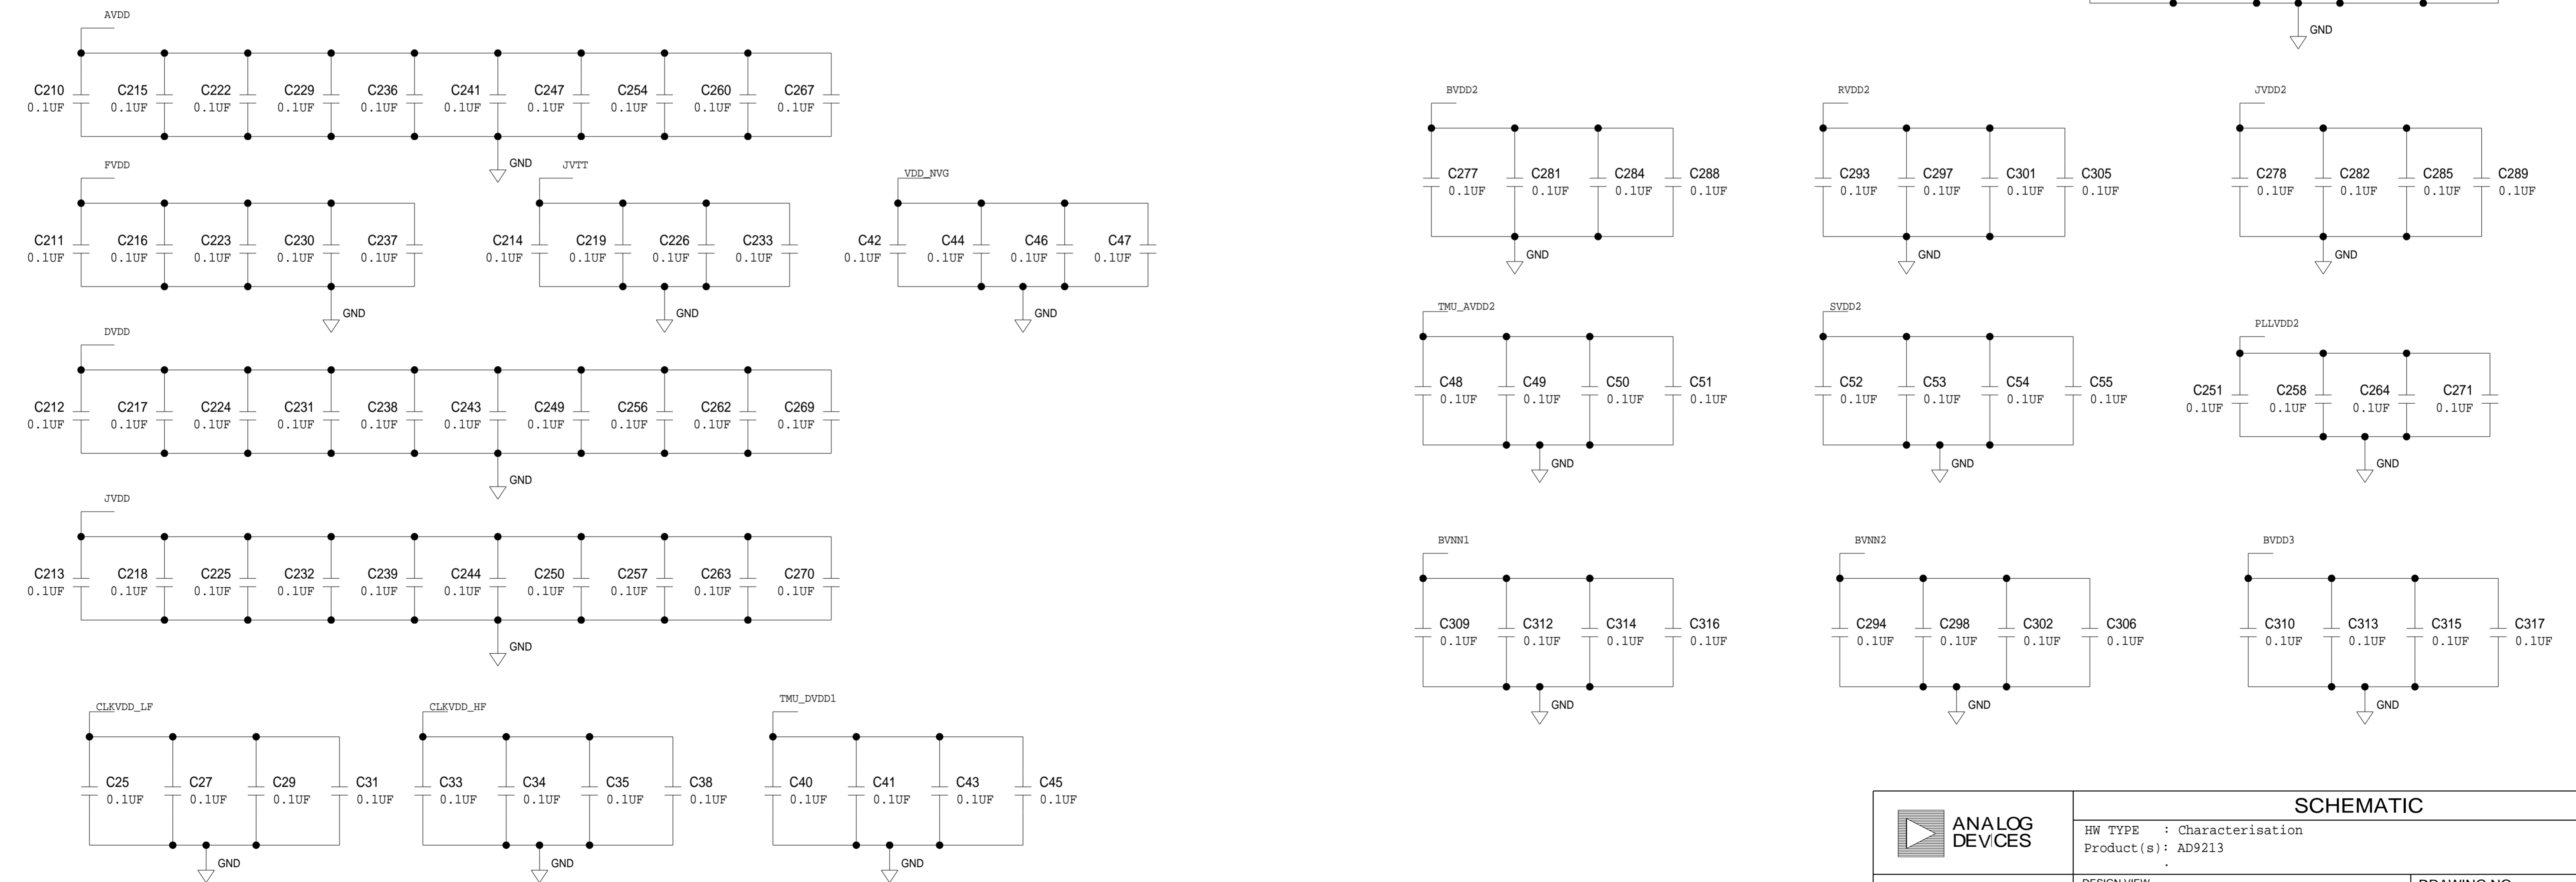 AVDD
C210 C215 C222 C229 C236 C241 C247 C254 C260 C267
0.1UF 0.1UF 0.1UF 0.1UF 0.1UF 0.1UF 0.1UF 0.1UF 0.1UF 0.1UF
GND
FVDD
C211 C216 C223 C230 C237
0.1UF 0.1UF 0.1UF 0.1UF 0.1UF
GND
JVTT
C214 C219 C226 C233
0.1UF 0.1UF 0.1UF 0.1UF
GND
VDD_NVG
C42 C44 C46 C47
0.1UF 0.1UF 0.1UF 0.1UF
GND
DVDD
C212 C217 C224 C231 C238 C243 C249 C256 C262 C269
0.1UF 0.1UF 0.1UF 0.1UF 0.1UF 0.1UF 0.1UF 0.1UF 0.1UF 0.1UF
GND
JVDD
C213 C218 C225 C232 C239 C244 C250 C257 C263 C270
0.1UF 0.1UF 0.1UF 0.1UF 0.1UF 0.1UF 0.1UF 0.1UF 0.1UF 0.1UF
GND
CLKVDD_LF
C25 C27 C29 C31
0.1UF 0.1UF 0.1UF 0.1UF
GND
CLKVDD_HF
C33 C34 C35 C38
0.1UF 0.1UF 0.1UF 0.1UF
GND
TMU_DVDD1
C40 C41 C43 C45
0.1UF 0.1UF 0.1UF 0.1UF
GND
GND
BVDD2
C277 C281 C284 C288
0.1UF 0.1UF 0.1UF 0.1UF
GND
RVDD2
C293 C297 C301 C305
0.1UF 0.1UF 0.1UF 0.1UF
GND
JVDD2
C278 C282 C285 C289
0.1UF 0.1UF 0.1UF 0.1UF
GND
TMU_AVDD2
C48 C49 C50 C51
0.1UF 0.1UF 0.1UF 0.1UF
GND
SVDD2
C52 C53 C54 C55
0.1UF 0.1UF 0.1UF 0.1UF
GND
PLLVDD2
C251 C258 C264 C271
0.1UF 0.1UF 0.1UF 0.1UF
GND
BVNN1
C309 C312 C314 C316
0.1UF 0.1UF 0.1UF 0.1UF
GND
BVNN2
C294 C298 C302 C306
0.1UF 0.1UF 0.1UF 0.1UF
GND
BVDD3
C310 C313 C315 C317
0.1UF 0.1UF 0.1UF 0.1UF
GND
ANALOG
DEVICES
SCHEMATIC
HW TYPE : Characterisation
Product(s): AD9213
.
DESIGN VIEW
DRAWING NO